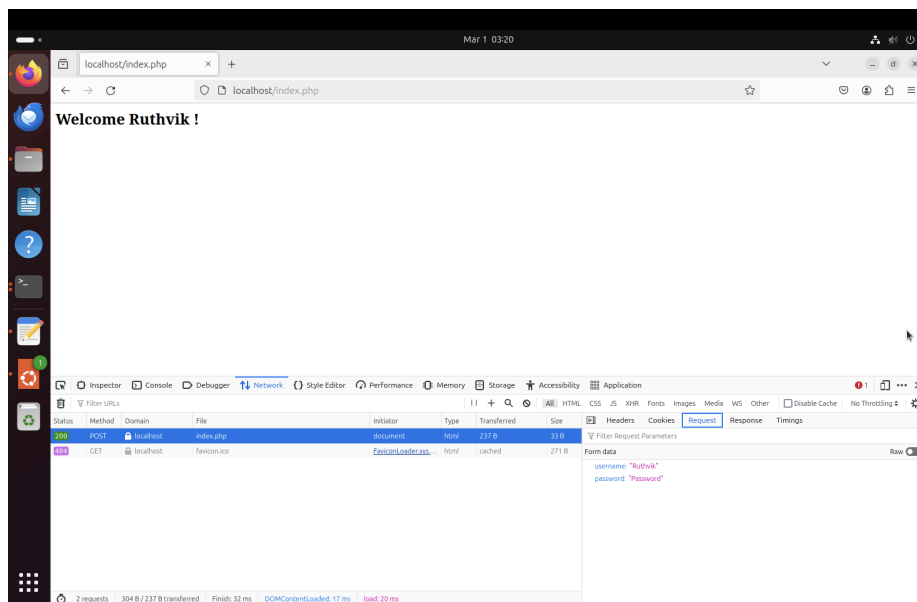 Mar 1 03:20
localhost/index.php
localhost/index.php
Welcome Ruthvik !
>_
?
1
Inspector Console Debugger Network {} Style Editor Performance Memory Storage Accessibility Application 1
Filter URLs All HTML CSS JS XHR Fonts Images Media WS Other Disable Cache No Throttling
Status Method Domain File Initiator Type Transferred Size Headers Cookies Request Response Timings
200 POST localhost index.php document html 237 B 33 B Filter Request Parameters
404 GET localhost favicon.ico FaviconLoader.sys.... html cached 271 B Form data Raw
username: "Ruthvik"
password: "Password"
2 requests 304 B / 237 B transferred Finish: 32 ms DOMContentLoaded: 17 ms load: 20 ms